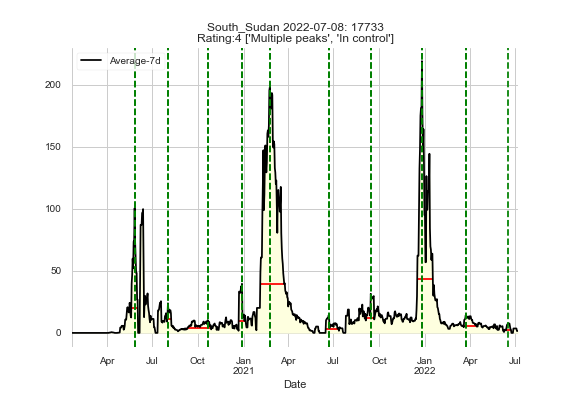 South_Sudan 2022-07-08: 17733
Rating:4 ['Multiple peaks', 'In control']
Average-7d
200
150
100
50
0
Apr Jul Oct Jan Apr Jul Oct Jan Apr Jul
2021 2022
Date